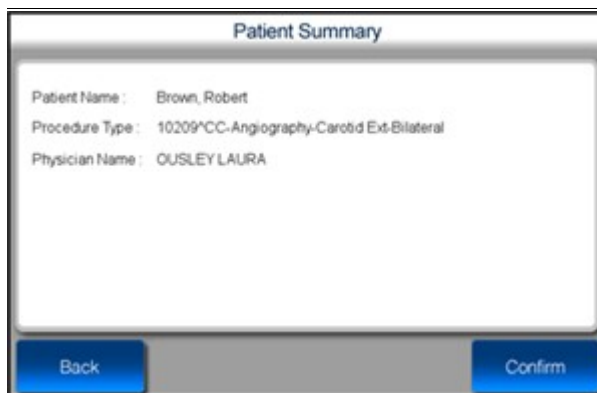 Patient Summary
Patient Name : Brown, Robert
Procedure Type : 10209^CC-Angiography-Carotid Ext-Bilateral
Physician Name : OUSLEY LAURA
Back Confirm